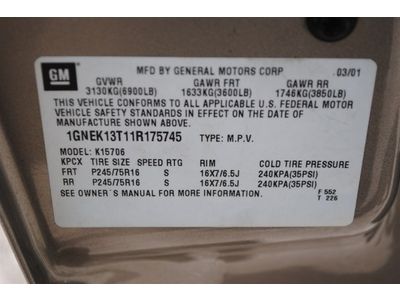 GM
MFD BY GENERAL MOTORS CORP 03/01
GVWR GAWR FRT GAWR RR
3130KG(6900LB) 1633KG(3600LB) 1746KG(3850LB)
THIS VEHICLE CONFORMS TO ALL APPLICABLE U.S. FEDERAL MOTOR
VEHICLE SAFETY STANDARDS IN EFFECT ON THE DATE OF
MANUFACTURE SHOWN ABOVE.
1GNEK13T11R175745 TYPE: M.P.V.
MODEL: K15706
KPCX TIRE SIZE SPEED RTG RIM COLD TIRE PRESSURE
FRT P245/75R16 S 16X7/6.5J 240KPA(35PSI)
RR P245/75R16 S 16X7/6.5J 240KPA(35PSI)
SEE OWNER'S MANUAL FOR MORE INFORMATION.
F 552
T 226